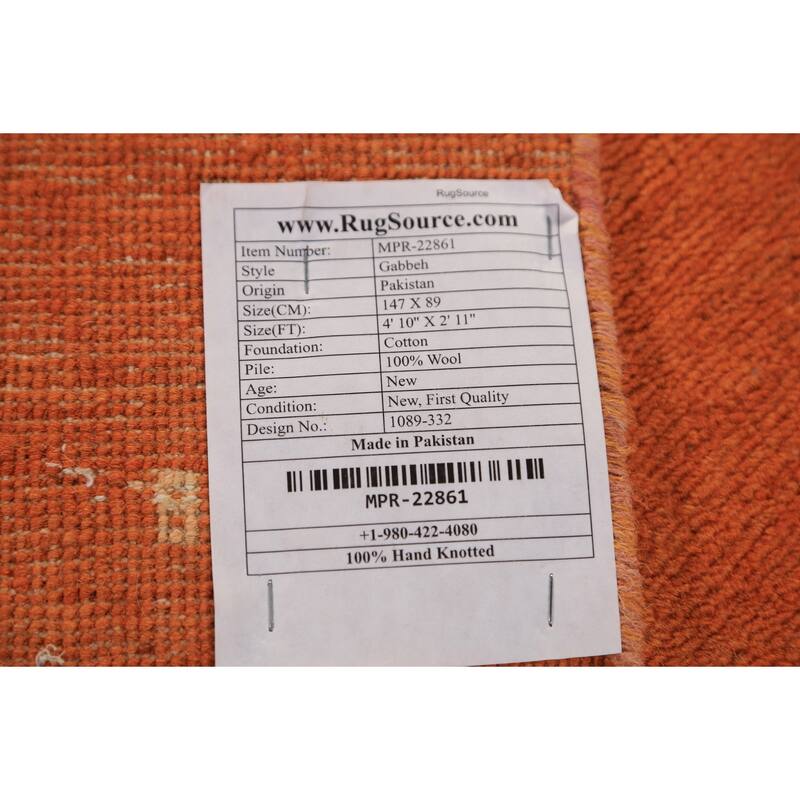 RugSource
www.RugSource.com
Item Number: MPR-22861
Style Gabbeh
Origin Pakistan
Size(CM): 147 X 89
Size(FT): 4' 10" X 2' 11"
Foundation: Cotton
Pile: 100% Wool
Age: New
Condition: New, First Quality
Design No.: 1089-332
Made in Pakistan
MPR-22861
+1-980-422-4080
100% Hand Knotted